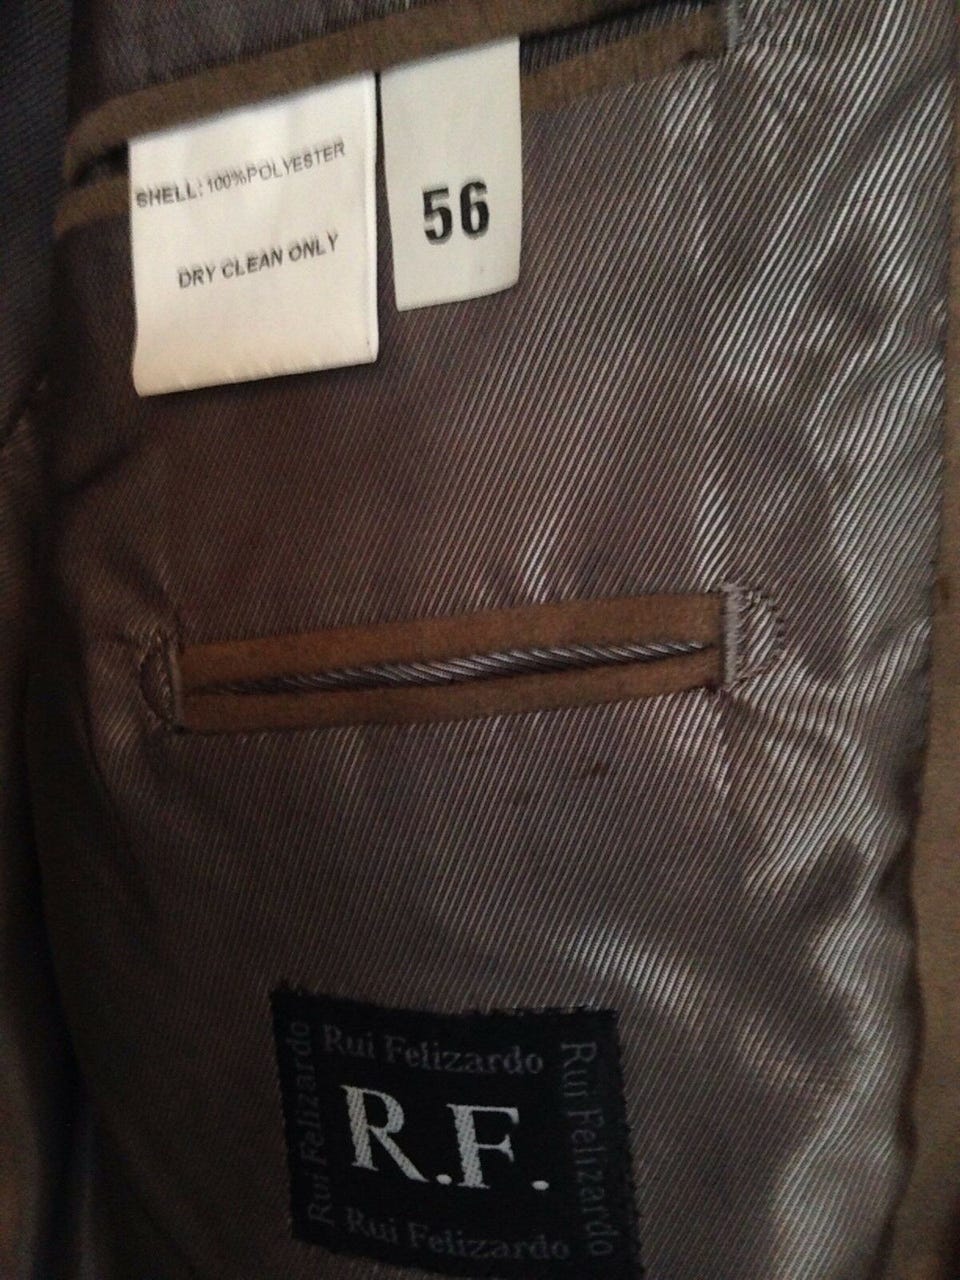 SHELL:100%POLYESTER
DRY CLEAN ONLY
56
Rui Felizardo
Rui Felizardo
R.F.
Rui Felizardo
Rui Felizardo